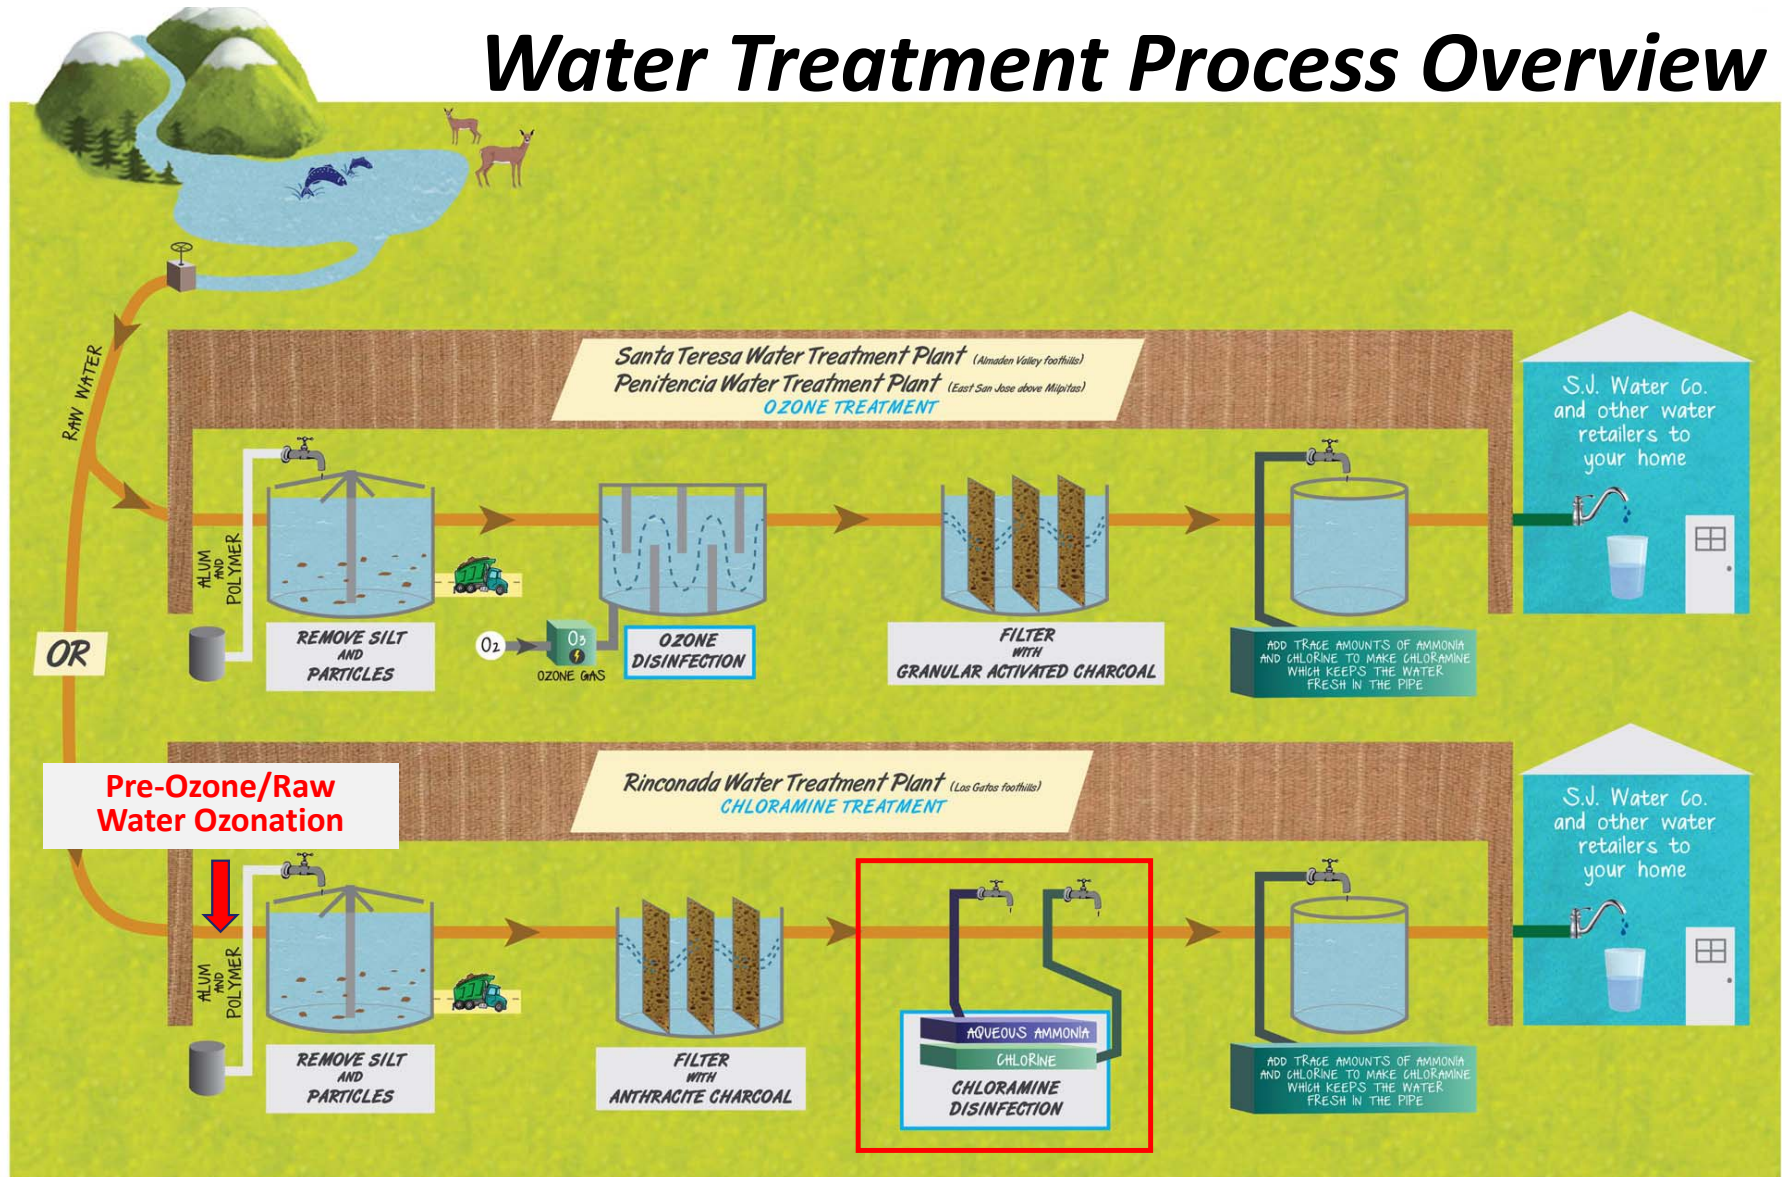 Water Treatment Process Overview
RAW WATER
Santa Teresa Water Treatment Plant (Almaden Valley foothills)
Penitencia Water Treatment Plant (East San Jose above Milpitas)
OZONE TREATMENT
S.J. Water Co.
and other water
retailers to
your home
ALUM
AND
POLYMER
REMOVE SILT
AND
PARTICLES
O2
O3
OZONE GAS
OZONE
DISINFECTION
FILTER
WITH
GRANULAR ACTIVATED CHARCOAL
ADD TRACE AMOUNTS OF AMMONIA
AND CHLORINE TO MAKE CHLORAMINE
WHICH KEEPS THE WATER
FRESH IN THE PIPE
OR
Pre-Ozone/Raw
Water Ozonation
Rinconada Water Treatment Plant (Los Gatos foothills)
CHLORAMINE TREATMENT
S.J. Water Co.
and other water
retailers to
your home
ALUM
AND
POLYMER
REMOVE SILT
AND
PARTICLES
FILTER
WITH
ANTHRACITE CHARCOAL
AQUEOUS AMMONIA
CHLORINE
CHLORAMINE
DISINFECTION
ADD TRACE AMOUNTS OF AMMONIA
AND CHLORINE TO MAKE CHLORAMINE
WHICH KEEPS THE WATER
FRESH IN THE PIPE